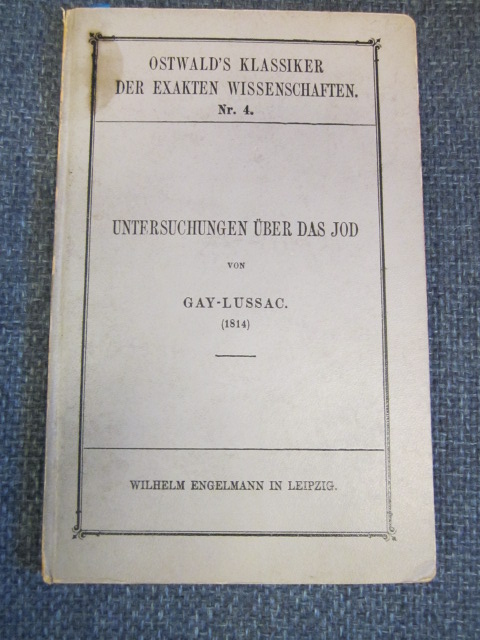 OSTWALD'S KLASSIKER
DER EXAKTEN WISSENSCHAFTEN.
Nr. 4.
UNTERSUCHUNGEN ÜBER DAS JOD
VON
GAY-LUSSAC.
(1814)
WILHELM ENGELMANN IN LEIPZIG.